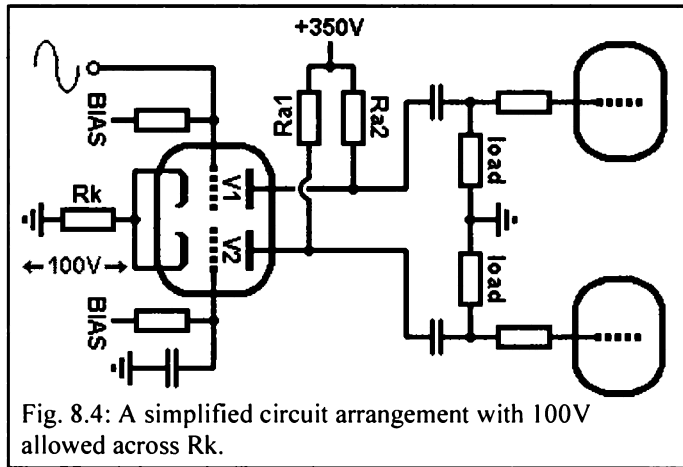 +350V
BIAS
Ra1
Ra2
load
V1
Rk
←100V→
V2
load
BIAS
Fig. 8.4: A simplified circuit arrangement with 100V
allowed across Rk.